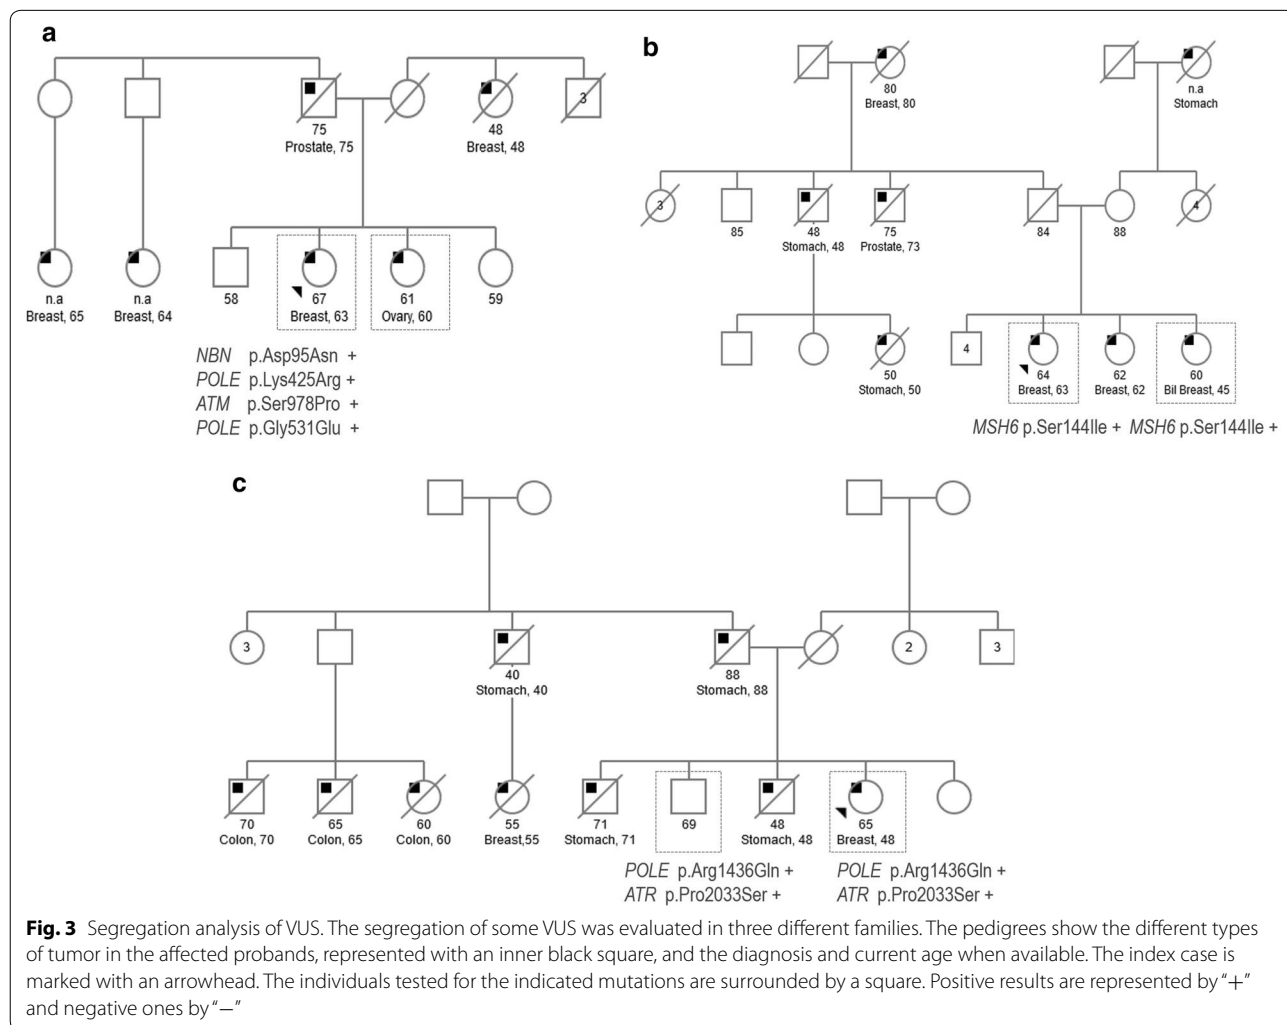 a
3
75
Prostate, 75
48
Breast, 48
n.a
Breast, 65
n.a
Breast, 64
58
67
Breast, 63
61
Ovary, 60
59
NBN p.Asp95Asn +
POLE p.Lys425Arg +
ATM p.Ser978Pro +
POLE p.Gly531Glu +
b
80
Breast, 80
n.a
Stomach
3
85
48
Stomach, 48
75
Prostate, 73
84
88
4
50
Stomach, 50
4
64
Breast, 63
62
Breast, 62
60
Bil Breast, 45
MSH6 p.Ser144Ile + MSH6 p.Ser144Ile +
c
3
40
Stomach, 40
88
Stomach, 88
2
3
70
Colon, 70
65
Colon, 65
60
Colon, 60
55
Breast,55
71
Stomach, 71
69
48
Stomach, 48
65
Breast, 48
POLE p.Arg1436Gln +
ATR p.Pro2033Ser +
POLE p.Arg1436Gln +
ATR p.Pro2033Ser +
Fig. 3 Segregation analysis of VUS. The segregation of some VUS was evaluated in three different families. The pedigrees show the different types
of tumor in the affected probands, represented with an inner black square, and the diagnosis and current age when available. The index case is
marked with an arrowhead. The individuals tested for the indicated mutations are surrounded by a square. Positive results are represented by “+”
and negative ones by “−”